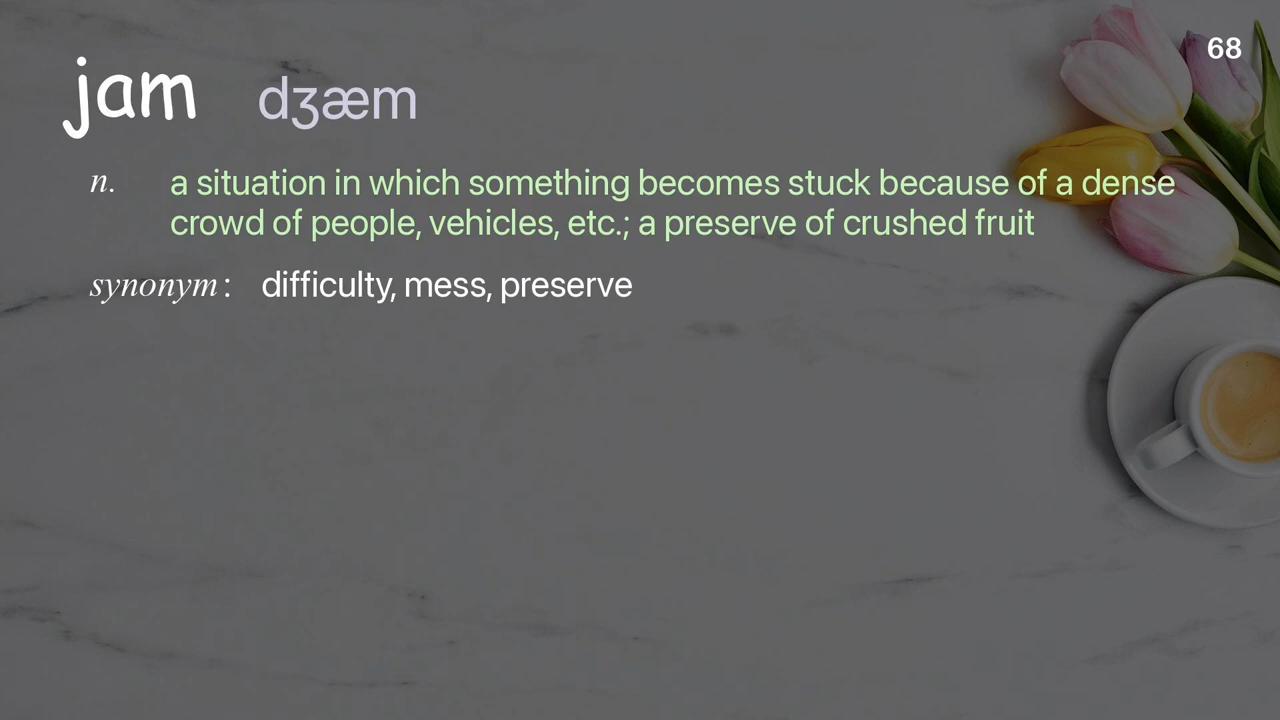 68
jam dʒæm
n. a situation in which something becomes stuck because of a dense
crowd of people, vehicles, etc.; a preserve of crushed fruit
synonym: difficulty, mess, preserve